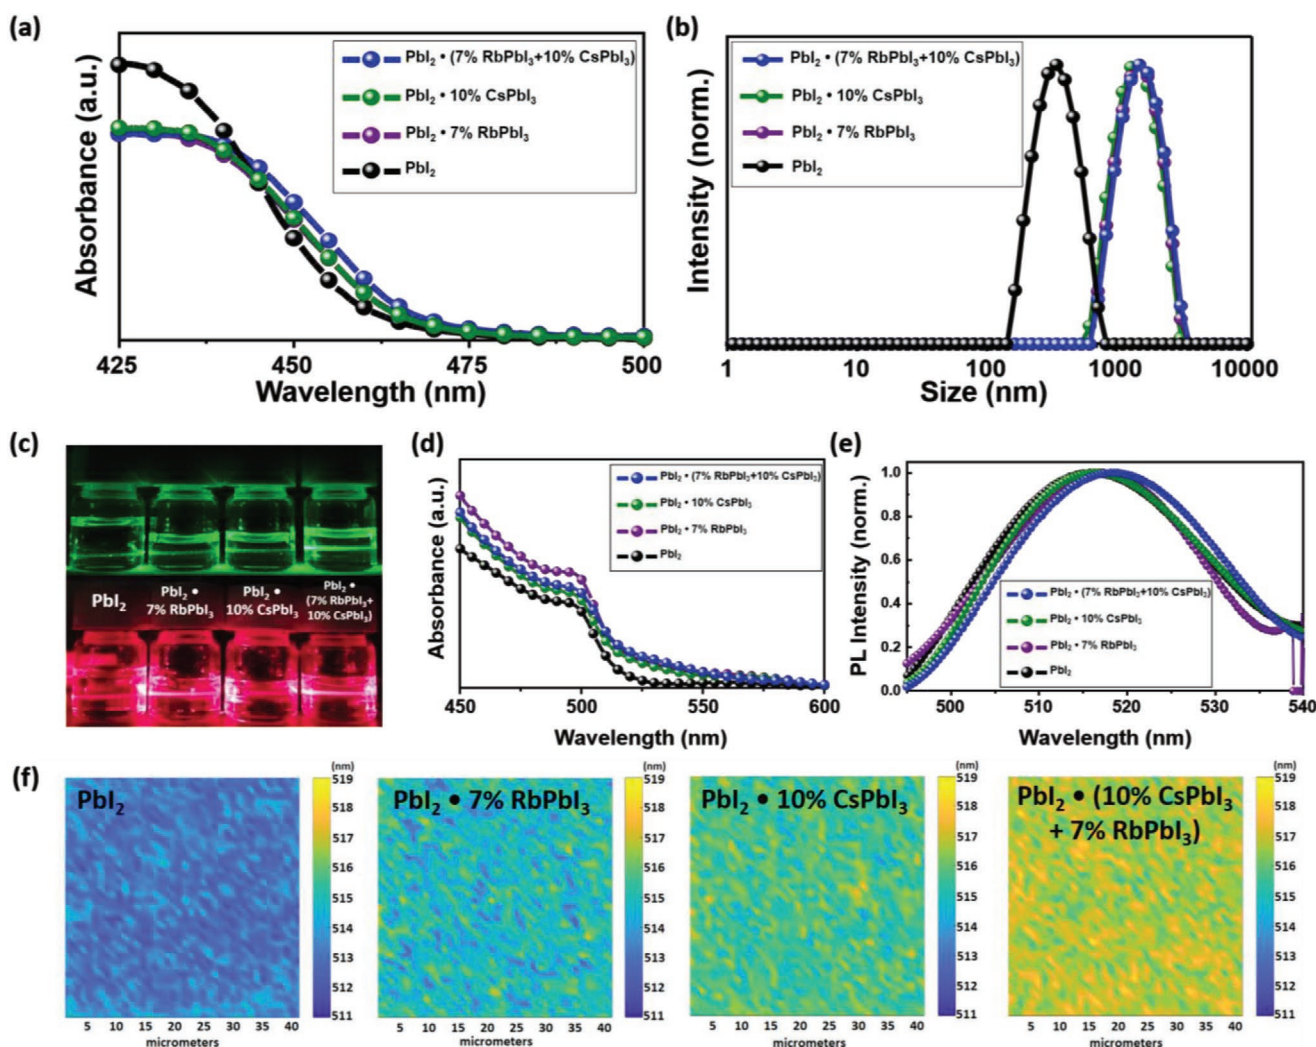 (a)
Absorbance (a.u.)
PbI₂ • (7% RbPbI₃+10% CsPbI₃)
PbI₂ • 10% CsPbI₃
PbI₂ • 7% RbPbI₃
PbI₂
425 450 475 500
Wavelength (nm)
(b)
Intensity (norm.)
PbI₂ • (7% RbPbI₃+10% CsPbI₃)
PbI₂ • 10% CsPbI₃
PbI₂ • 7% RbPbI₃
PbI₂
1 10 100 1000 10000
Size (nm)
(c)
PbI₂
PbI₂ •
7% RbPbI₃
PbI₂ •
10% CsPbI₃
PbI₂ •
(7% RbPbI₃+
10% CsPbI₃)
(d)
Absorbance (a.u.)
PbI₂ • (7% RbPbI₃+10% CsPbI₃)
PbI₂ • 10% CsPbI₃
PbI₂ • 7% RbPbI₃
PbI₂
450 500 550 600
Wavelength (nm)
(e)
PL Intensity (norm.)
1.0
0.8
0.6
0.4
0.2
0.0
PbI₂ • (7% RbPbI₃+10% CsPbI₃)
PbI₂ • 10% CsPbI₃
PbI₂ • 7% RbPbI₃
PbI₂
500 510 520 530 540
Wavelength (nm)
(f)
PbI₂
(nm)
519
518
517
516
515
514
513
512
511
5 10 15 20 25 30 35 40
micrometers
PbI₂ • 7% RbPbI₃
(nm)
519
518
517
516
515
514
513
512
511
5 10 15 20 25 30 35 40
micrometers
PbI₂ • 10% CsPbI₃
(nm)
519
518
517
516
515
514
513
512
511
5 10 15 20 25 30 35 40
micrometers
PbI₂ • (10% CsPbI₃
+ 7% RbPbI₃)
(nm)
519
518
517
516
515
514
513
512
511
5 10 15 20 25 30 35 40
micrometers